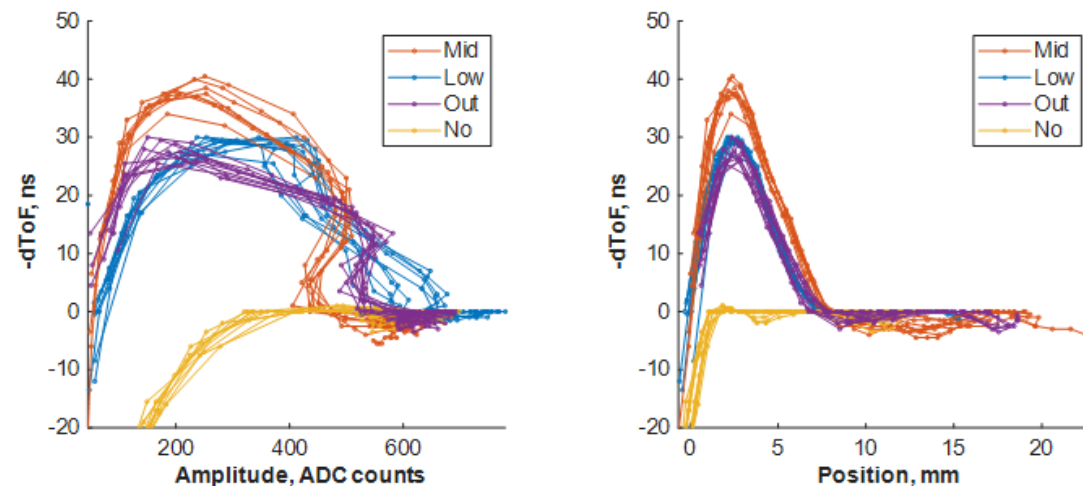 50
40
30
20
10
0
-10
-20
-dToF, ns
200 400 600
Amplitude, ADC counts
Mid
Low
Out
No
50
40
30
20
10
0
-10
-20
-dToF, ns
0 5 10 15 20
Position, mm
Mid
Low
Out
No